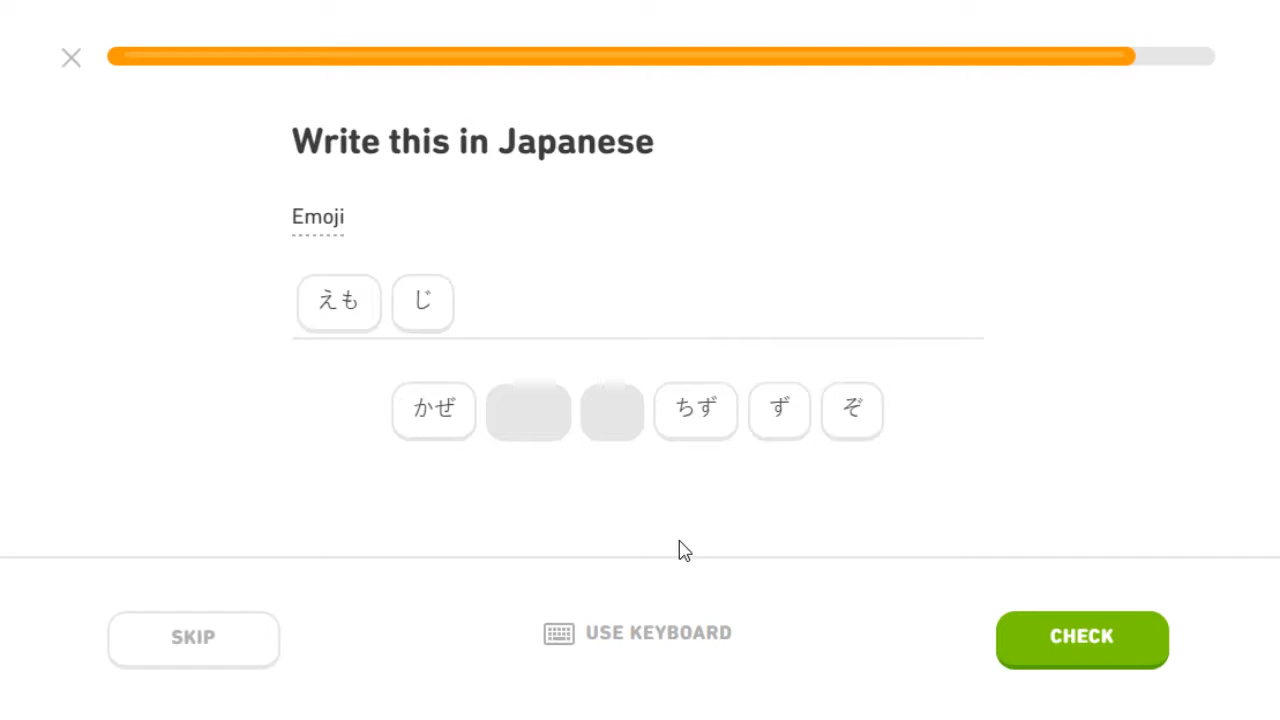 Write this in Japanese
Emoji
えも じ
かぜ ちず ず ぞ
SKIP USE KEYBOARD CHECK